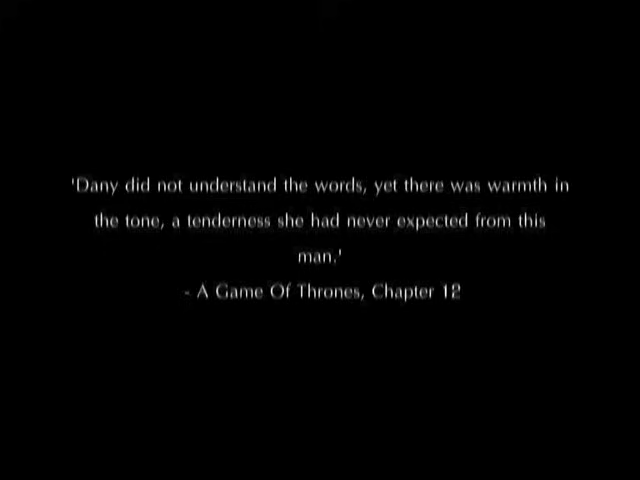 'Dany did not understand the words, yet there was warmth in
the tone, a tenderness she had never expected from this
man.'
- A Game Of Thrones, Chapter 12